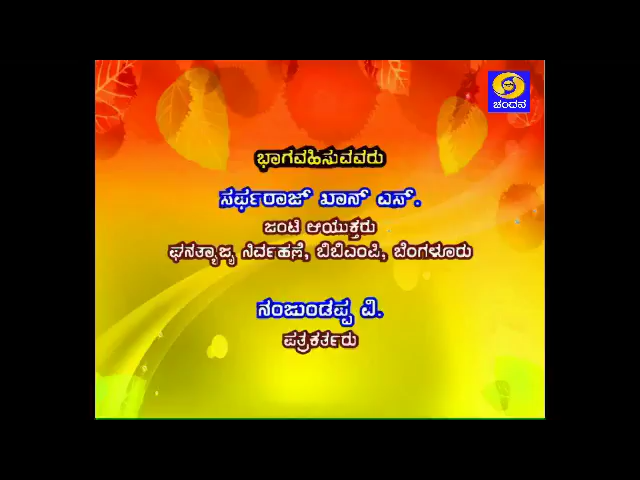 ಚಂದನ
ಭಾಗವಹಿಸುವವರು
ಸರ್ಫರಾಜ್ ಖಾನ್ ಎಸ್.
ಜಂಟಿ ಆಯುಕ್ತರು
ಘನತ್ಯಾಜ್ಯ ನಿರ್ವಹಣೆ, ಬಿಬಿಎಂಪಿ, ಬೆಂಗಳೂರು
ನಂಜುಂಡಪ್ಪ ವಿ.
ಪತ್ರಕರ್ತರು